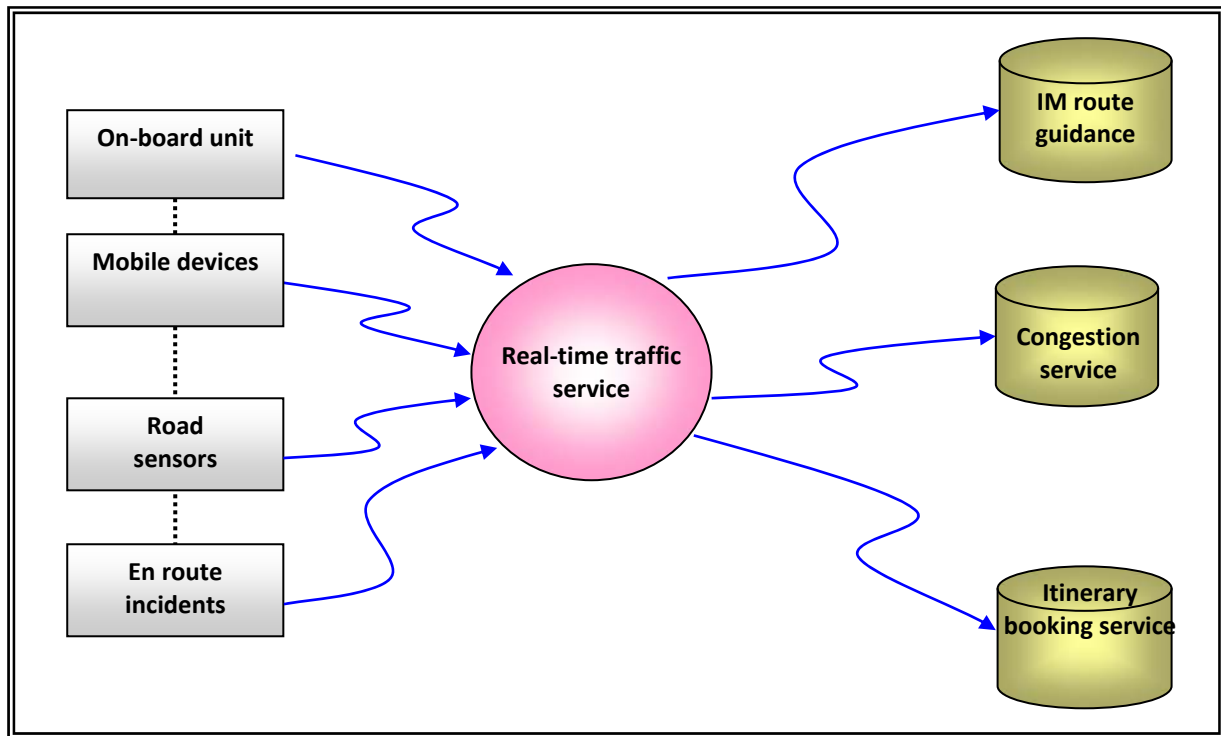 On-board unit
Mobile devices
Road
sensors
En route
incidents
Real-time traffic
service
IM route
guidance
Congestion
service
Itinerary
booking service